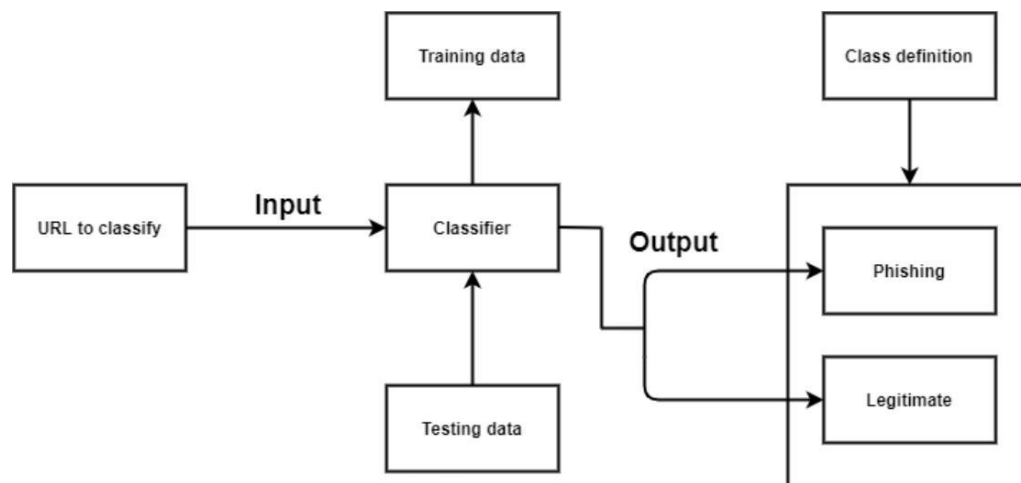 Training data
Class definition
URL to classify
Input
Classifier
Output
Phishing
Legitimate
Testing data